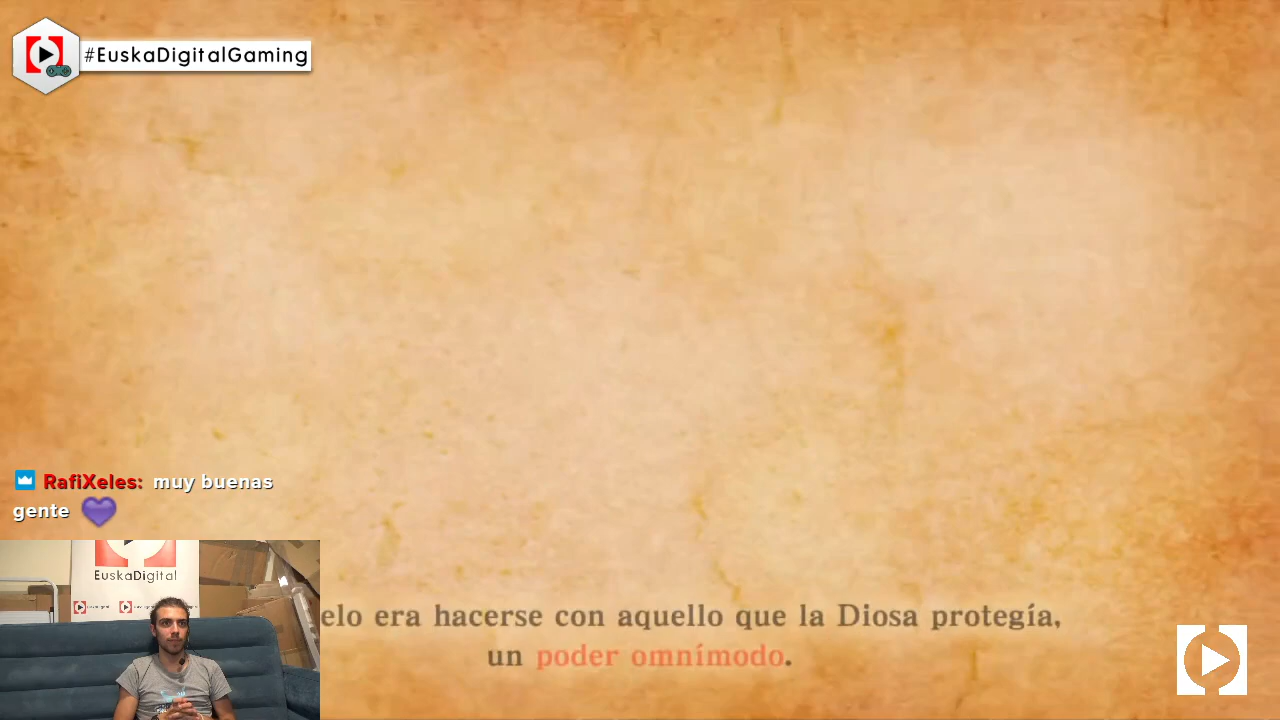 #EuskaDigitalGaming
RafiXeles: muy buenas
gente
EuskaDigital
elo era hacerse con aquello que la Diosa protegía,
un poder omnímodo.